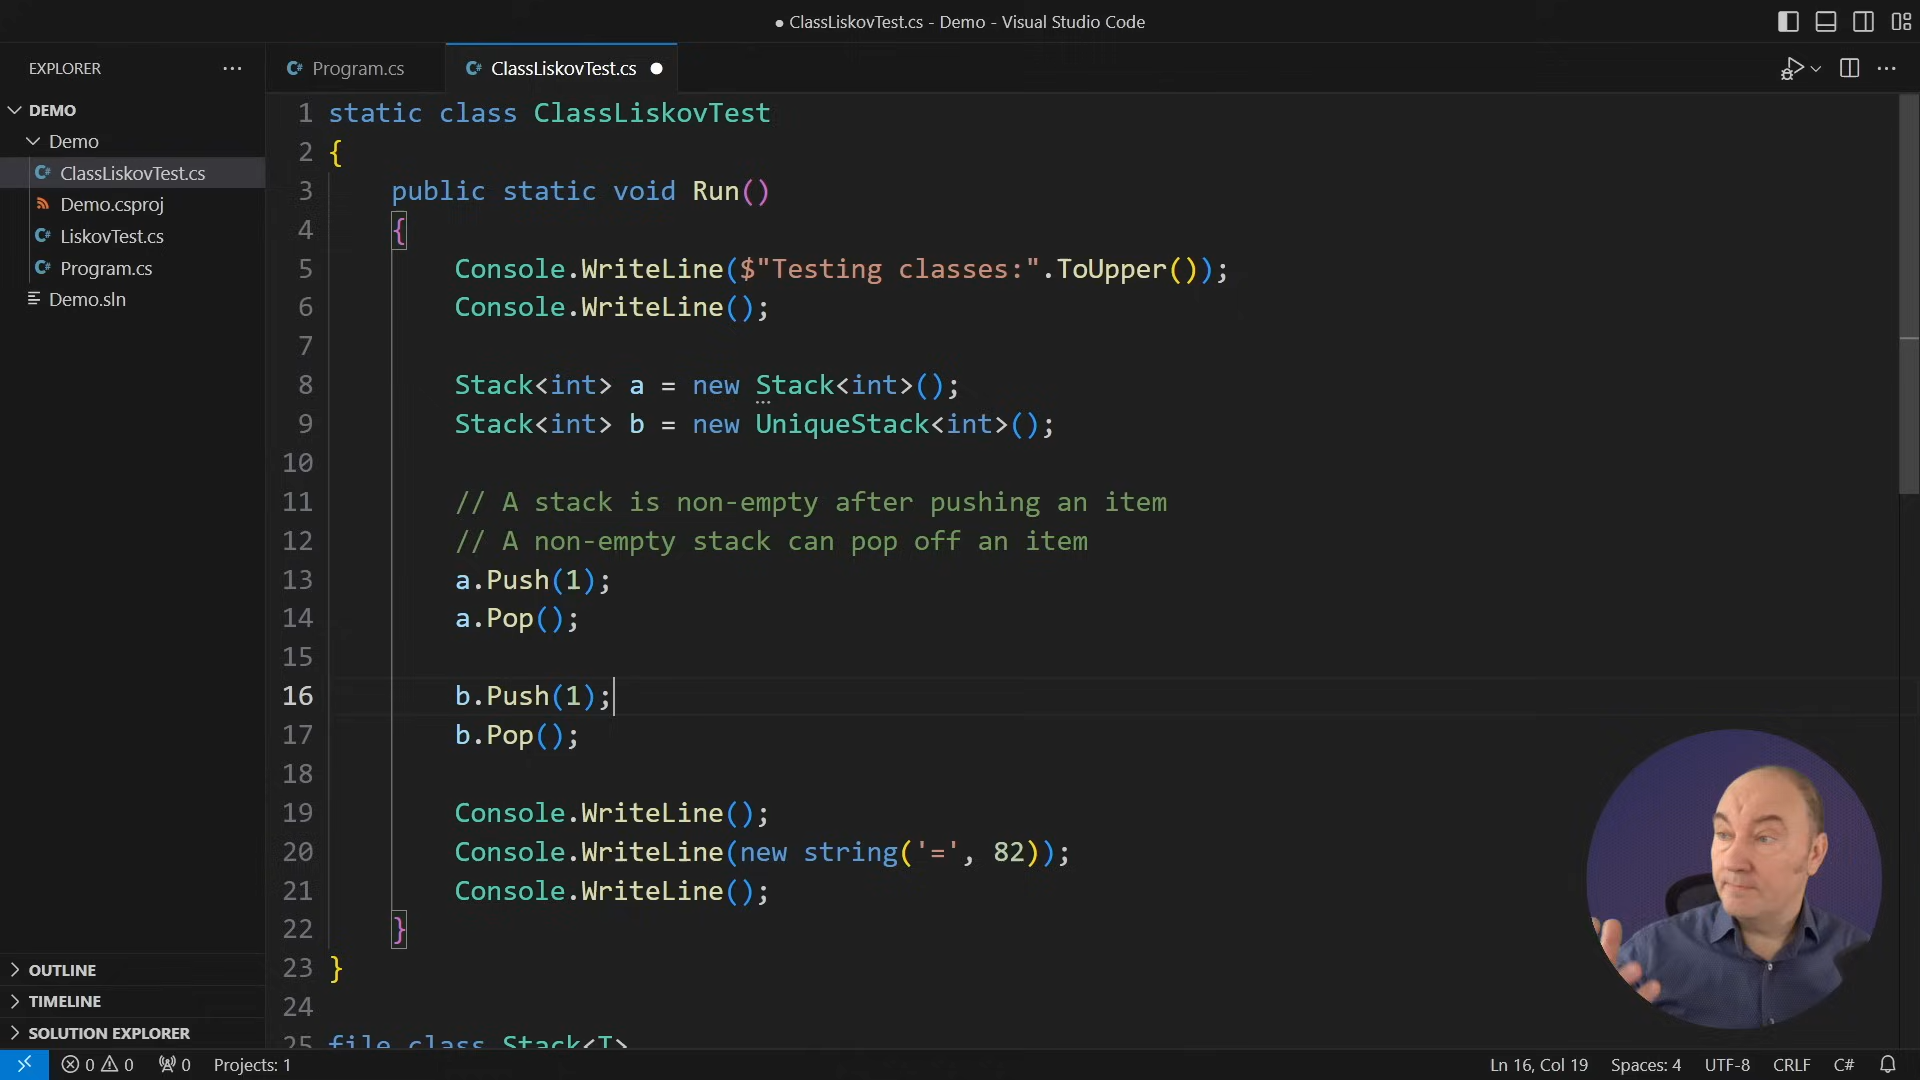 ● ClassLiskovTest.cs - Demo - Visual Studio Code
EXPLORER
Program.cs
ClassLiskovTest.cs
DEMO
Demo
ClassLiskovTest.cs
Demo.csproj
LiskovTest.cs
Program.cs
Demo.sln
1 static class ClassLiskovTest
2 {
3 public static void Run()
4 {
5 Console.WriteLine($"Testing classes:".ToUpper());
6 Console.WriteLine();
7
8 Stack<int> a = new Stack<int>();
9 Stack<int> b = new UniqueStack<int>();
10
11 // A stack is non-empty after pushing an item
12 // A non-empty stack can pop off an item
13 a.Push(1);
14 a.Pop();
15
16 b.Push(1);
17 b.Pop();
18
19 Console.WriteLine();
20 Console.WriteLine(new string('=', 82));
21 Console.WriteLine();
22 }
23 }
24
25 file class Stack<T>
OUTLINE
TIMELINE
SOLUTION EXPLORER
0 0 0 Projects: 1
Ln 16, Col 19 Spaces: 4 UTF-8 CRLF C#